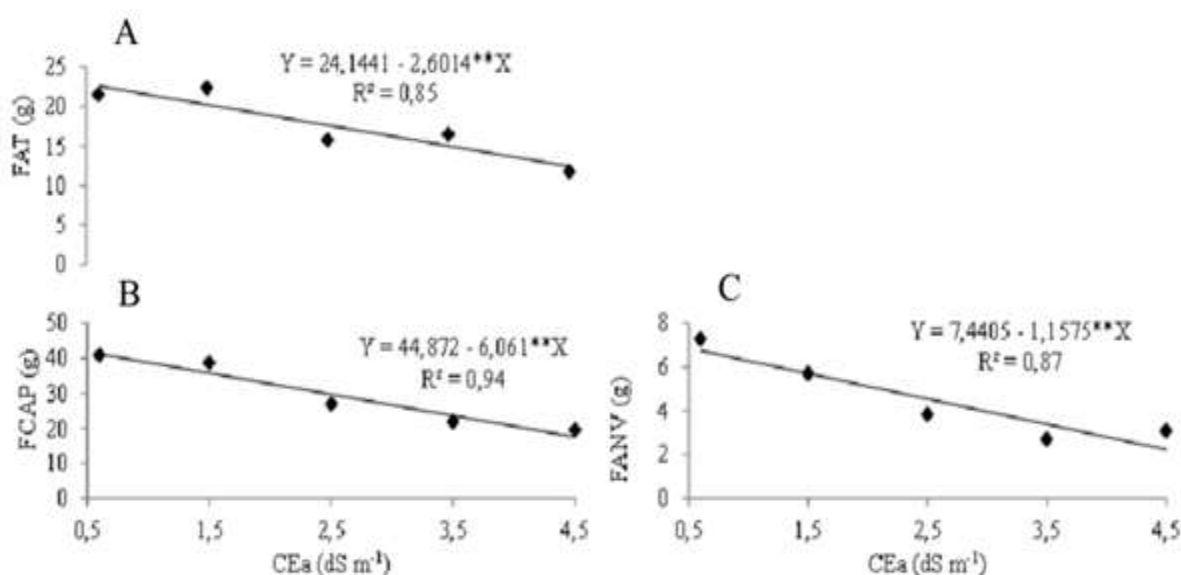 A
Y = 24,1441 - 2,6014**X
R² = 0,85
25
20
15
10
5
0
FAT (g)
B
Y = 44,872 - 6,061**X
R² = 0,94
50
40
30
20
10
0
FCAP (g)
0,5 1,5 2,5 3,5 4,5
CEa (dS m⁻¹)
C
Y = 7,4405 - 1,1575**X
R² = 0,87
8
6
4
2
0
FANV (g)
0,5 1,5 2,5 3,5 4,5
CEa (dS m⁻¹)